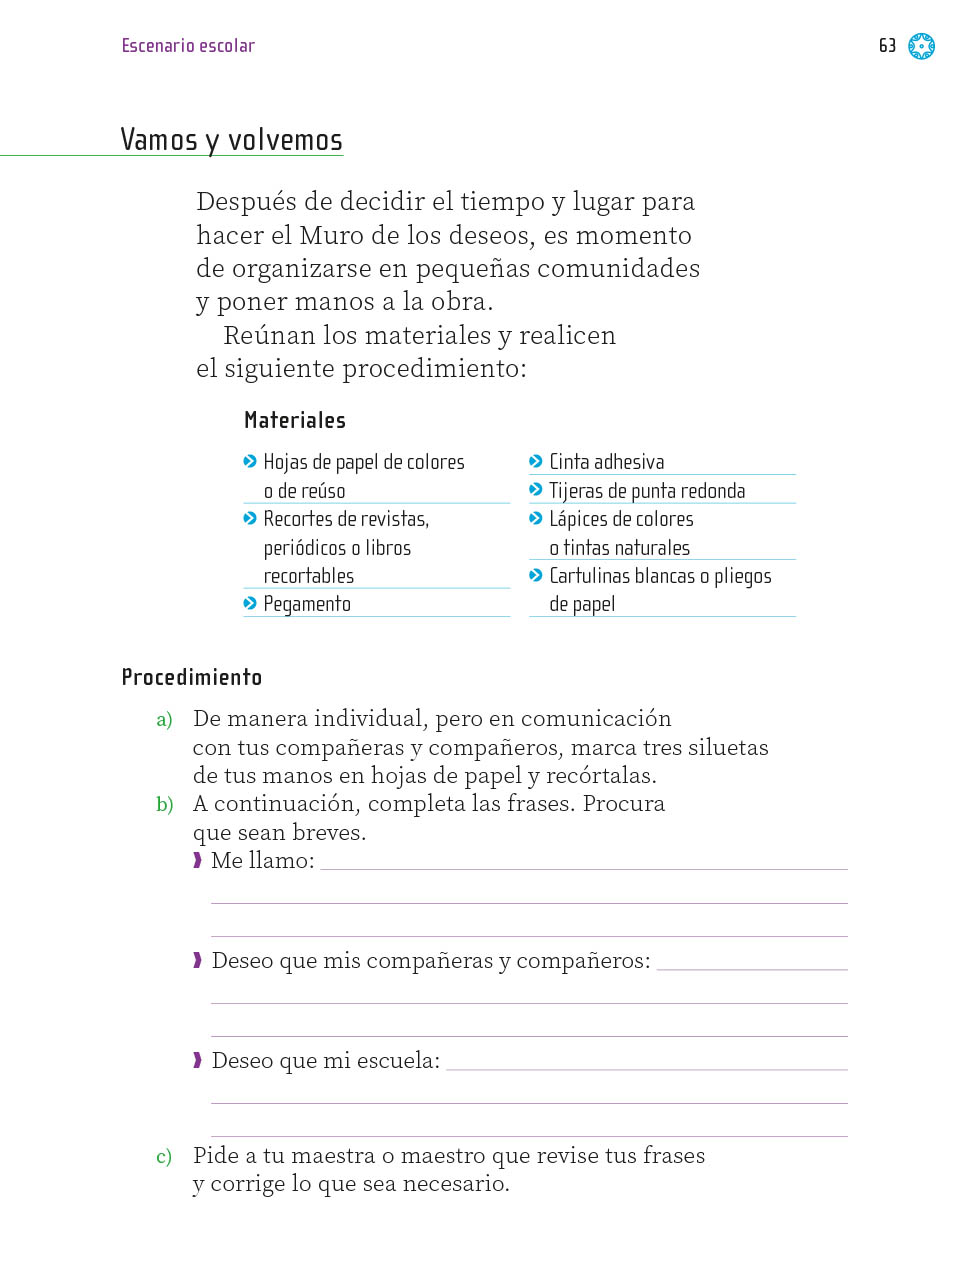 Escenario escolar
63
Vamos y volvemos
Después de decidir el tiempo y lugar para
hacer el Muro de los deseos, es momento
de organizarse en pequeñas comunidades
y poner manos a la obra.
Reúnan los materiales y realicen
el siguiente procedimiento:
Materiales
Hojas de papel de colores
o de reúso
Recortes de revistas,
periódicos o libros
recortables
Pegamento
Cinta adhesiva
Tijeras de punta redonda
Lápices de colores
o tintas naturales
Cartulinas blancas o pliegos
de papel
Procedimiento
a) De manera individual, pero en comunicación
con tus compañeras y compañeros, marca tres siluetas
de tus manos en hojas de papel y recórtalas.
b) A continuación, completa las frases. Procura
que sean breves.
Me llamo:
Deseo que mis compañeras y compañeros:
Deseo que mi escuela:
c) Pide a tu maestra o maestro que revise tus frases
y corrige lo que sea necesario.